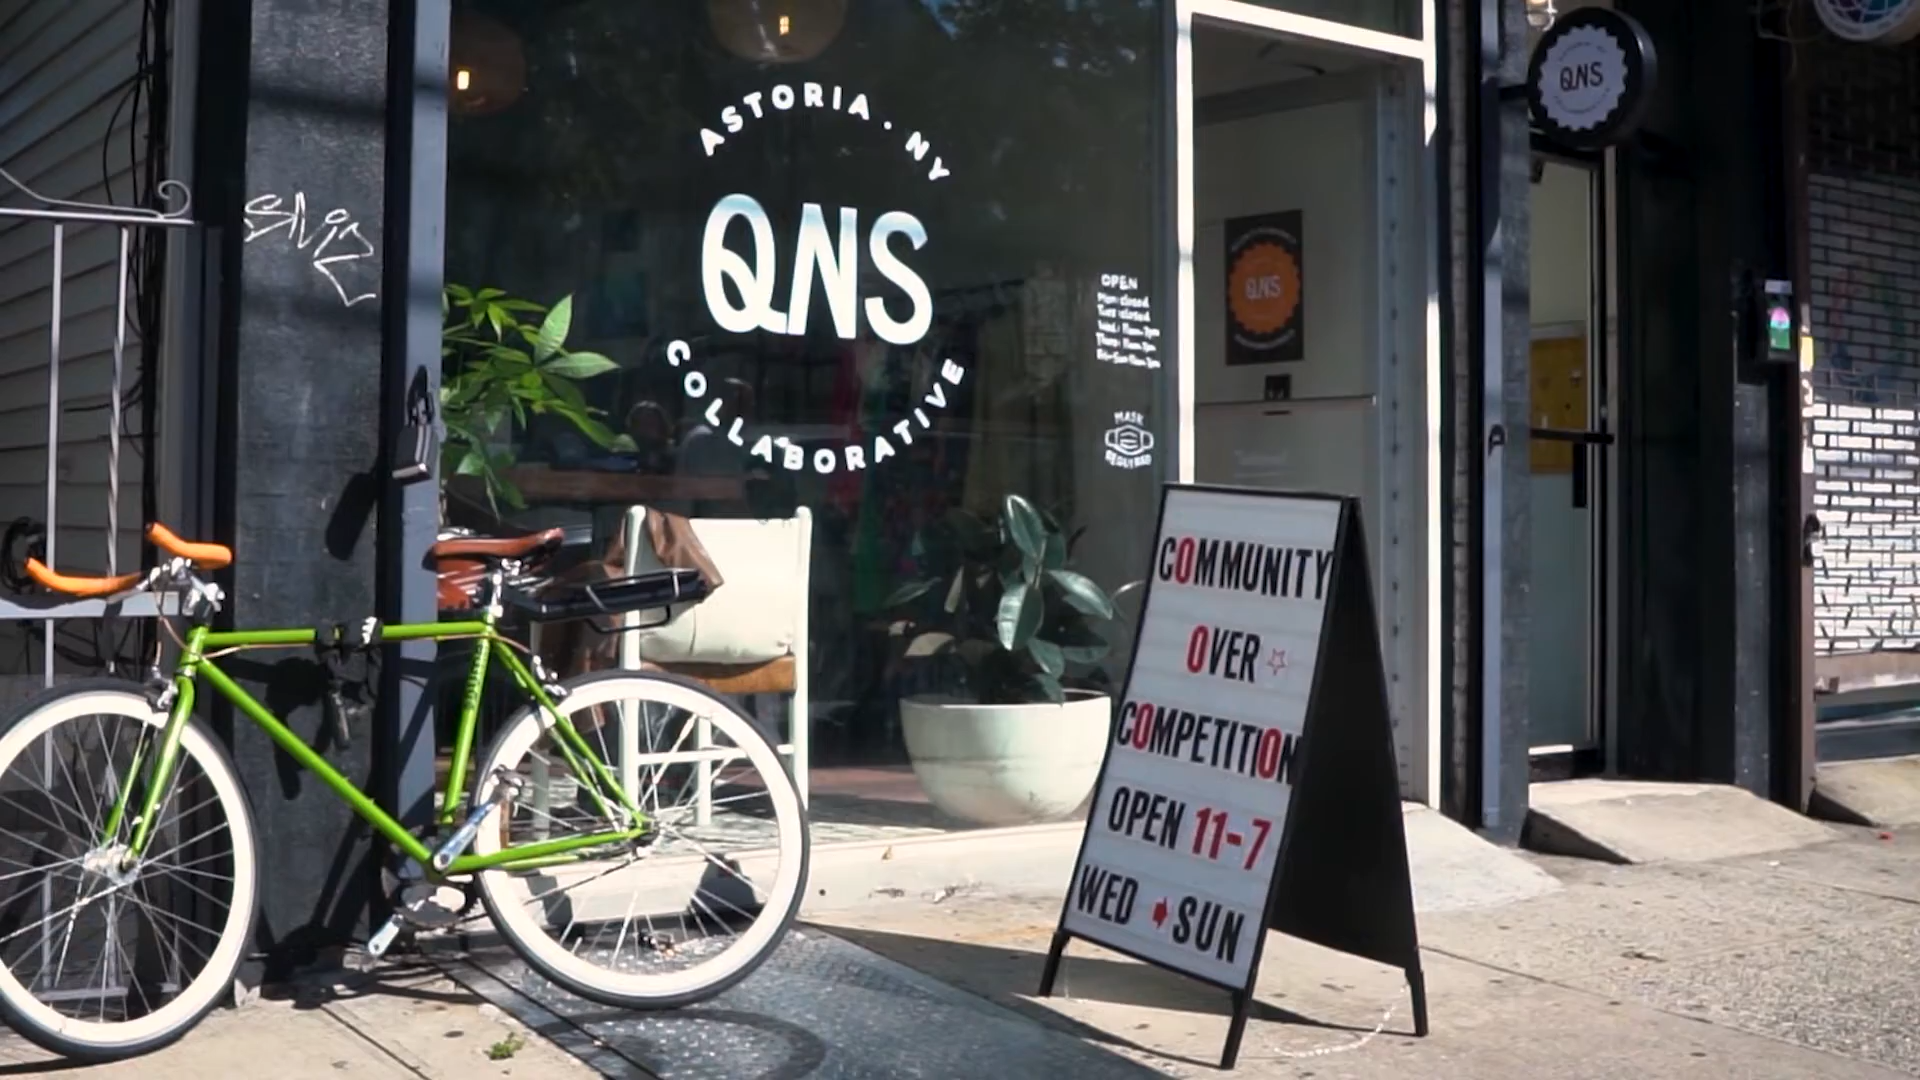 ASTORIA · NY
QNS
COLLABORATIVE
QNS
QNS
OPEN
Mon: closed
Tues: closed
MASK
REQUIRED
COMMUNITY
OVER
COMPETITION
OPEN 11-7
WED SUN